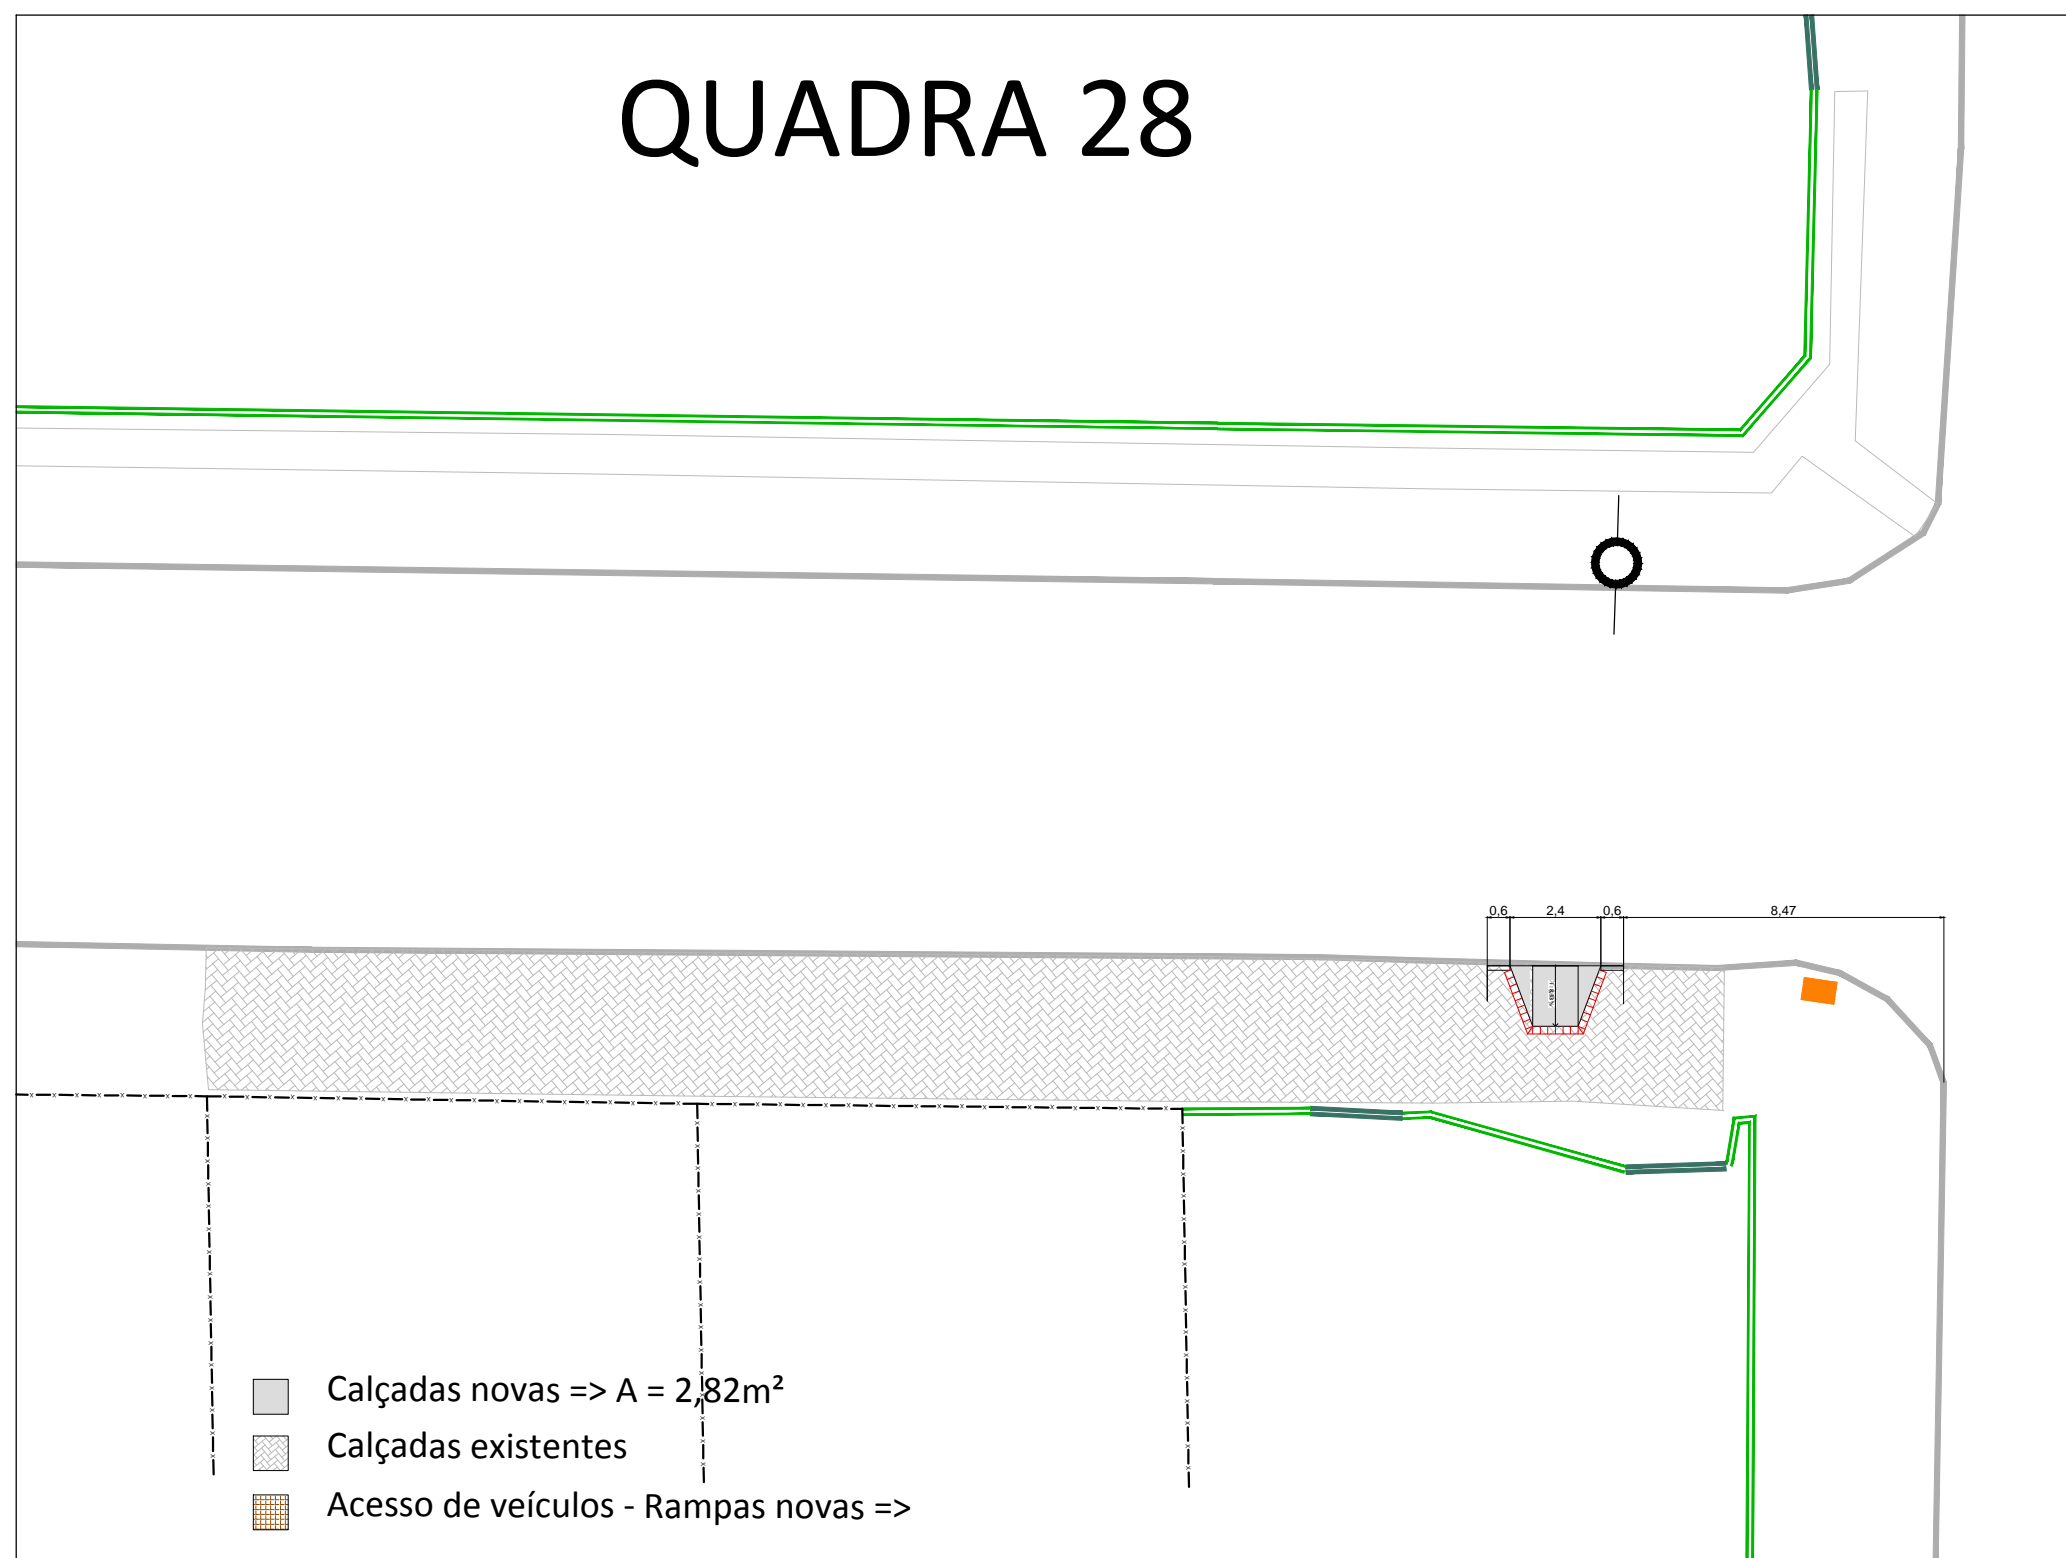 QUADRA 28
0,6 2,4 0,6 8,47
Calçadas novas => A = 2,82m²
Calçadas existentes
Acesso de veículos - Rampas novas =>